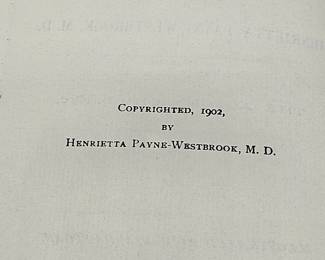 Copyrighted, 1902,
by
Henrietta Payne-Westbrook, M. D.